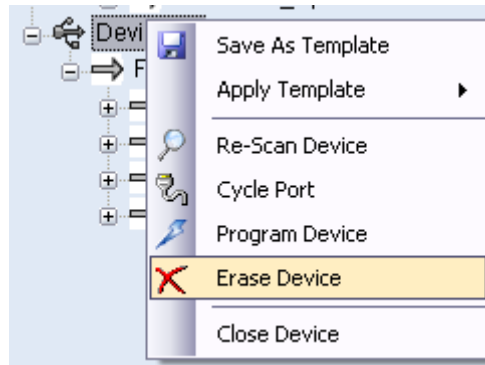 Devi
Save As Template
F
Apply Template
Re-Scan Device
Cycle Port
Program Device
Erase Device
Close Device